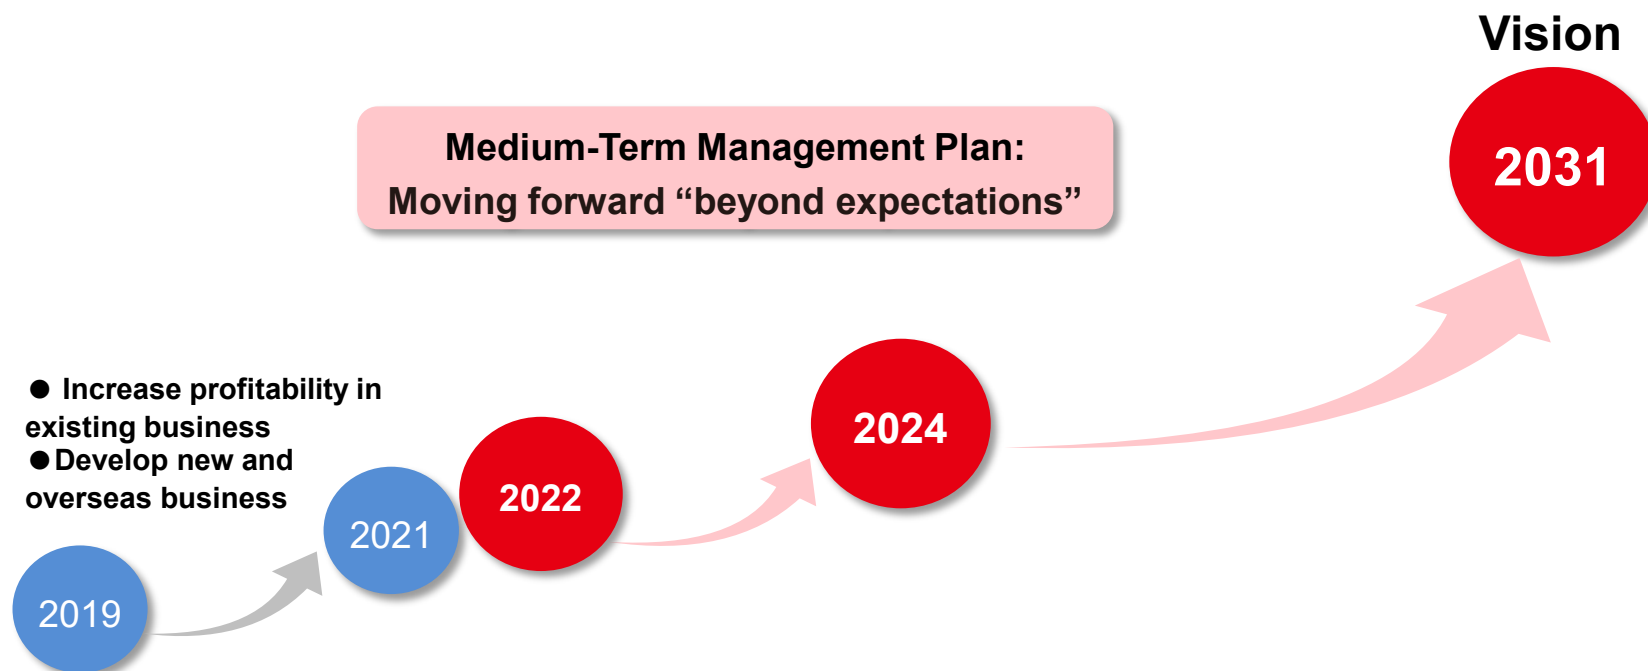 Vision
2031
Medium-Term Management Plan:
Moving forward “beyond expectations”
● Increase profitability in
existing business
●Develop new and
overseas business
2024
2022
2021
2019